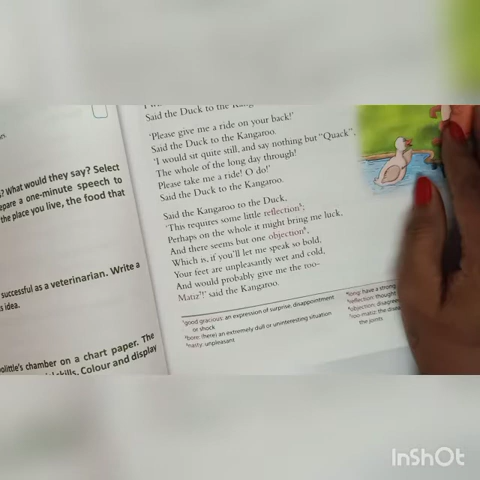 ? What would they say? Select
epare a one-minute speech to
the place you live, the food that
successful as a veterinarian. Write a
s idea.
olittle's chamber on a chart paper. The
skills. Colour and display
Said the Duck to the Kang
'Please give me a ride on your back!'
Said the Duck to the Kangaroo.
'I would sit quite still, and say nothing but "Quack",
The whole of the long day through!
Please take me a ride! O do!'
Said the Duck to the Kangaroo.
Said the Kangaroo to the Duck,
'This requires some little reflection;
Perhaps on the whole it might bring me luck,
And there seems but one objection,
Which is, if you'll let me speak so bold,
Your feet are unpleasantly wet and cold,
And would probably give me the roo-
Matiz'!' said the Kangaroo.
good gracious: an expression of surprise, disappointment
or shock
bore: (here) an extremely dull or uninteresting situation
nasty: unpleasant
long: have a strong
reflection: thought
objection: disagree
roo-matiz: the disea
the joints
InShOt